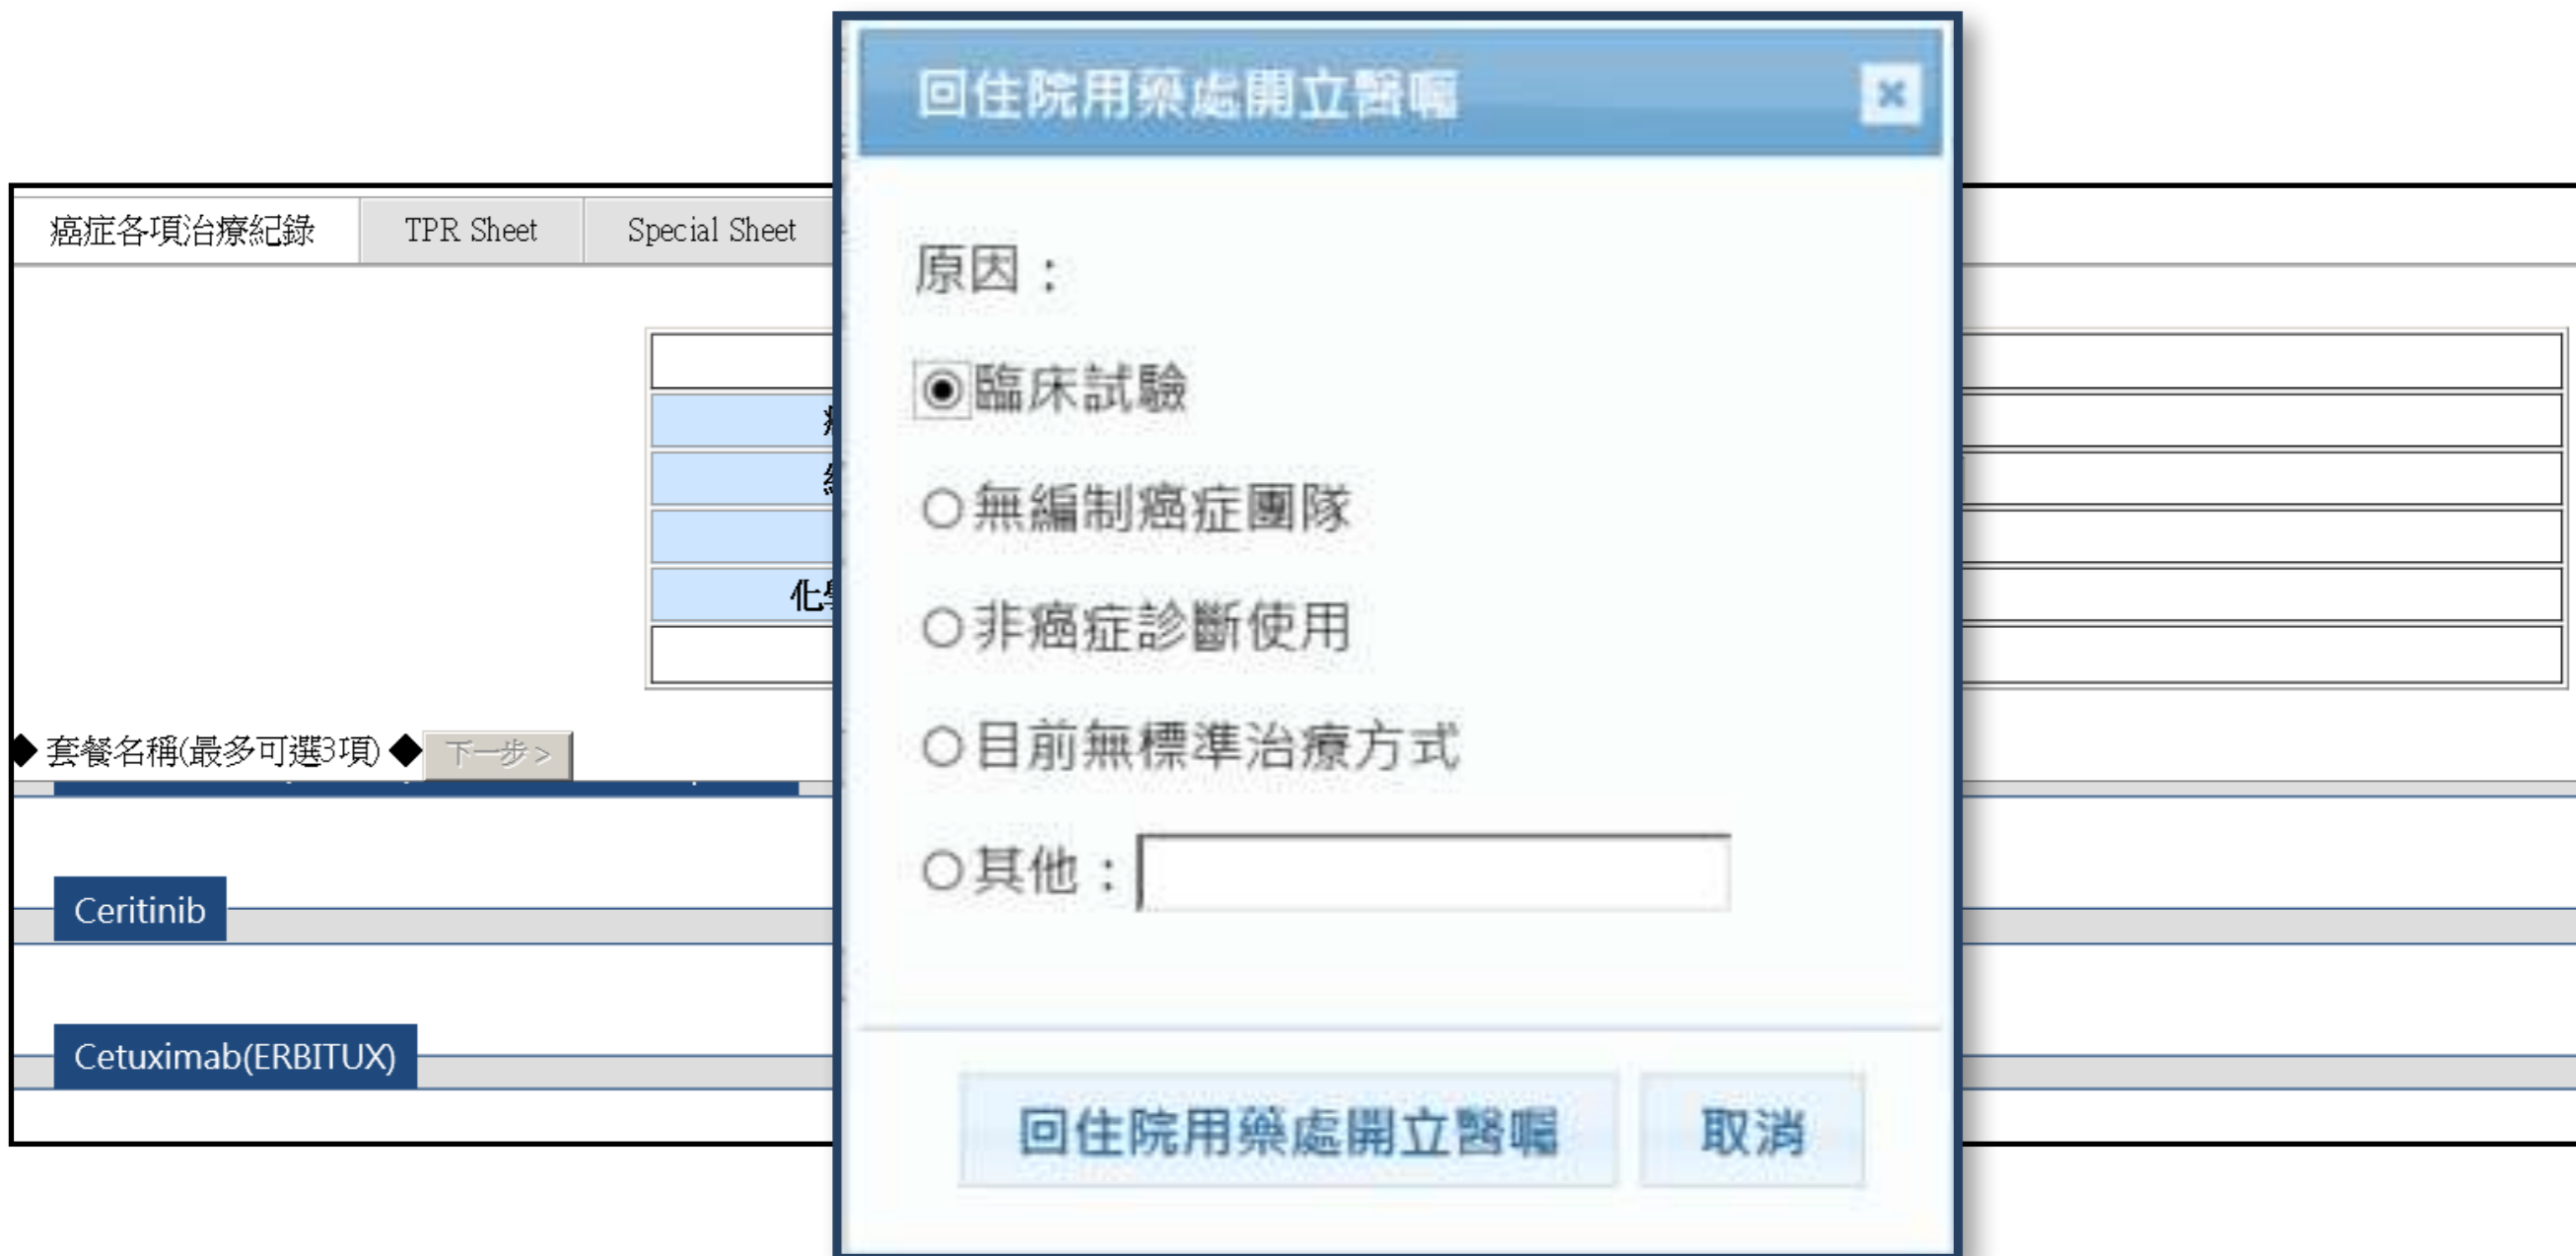 回住院用藥處開立醫囑
癌症各項治療紀錄 TPR Sheet Special Sheet
原因：
臨床試驗
無編制癌症團隊
非癌症診斷使用
目前無標準治療方式
其他：
回住院用藥處開立醫囑 取消
化
◆ 套餐名稱(最多可選3項) ◆ 下一步 >
Ceritinib
Cetuximab(ERBITUX)